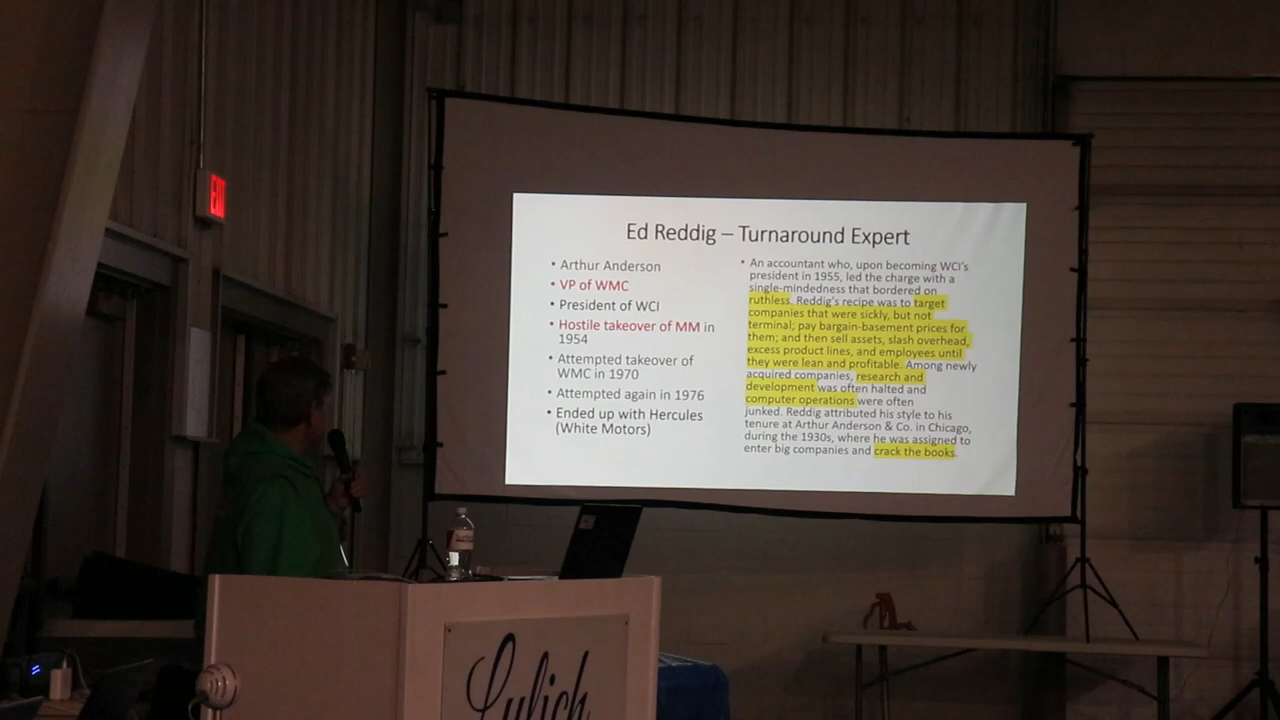 EXIT
Ed Reddig – Turnaround Expert
• Arthur Anderson
• VP of WMC
• President of WCI
• Hostile takeover of MM in
1954
• Attempted takeover of
WMC in 1970
• Attempted again in 1976
• Ended up with Hercules
(White Motors)
• An accountant who, upon becoming WCI's
president in 1955, led the charge with a
single-mindedness that bordered on
ruthless. Reddig's recipe was to target
companies that were sickly, but not
terminal; pay bargain-basement prices for
them; and then sell assets, slash overhead,
excess product lines, and employees until
they were lean and profitable. Among newly
acquired companies, research and
development was often halted and
computer operations were often
junked. Reddig attributed his style to his
tenure at Arthur Anderson & Co. in Chicago,
during the 1930s, where he was assigned to
enter big companies and crack the books.
Lulich